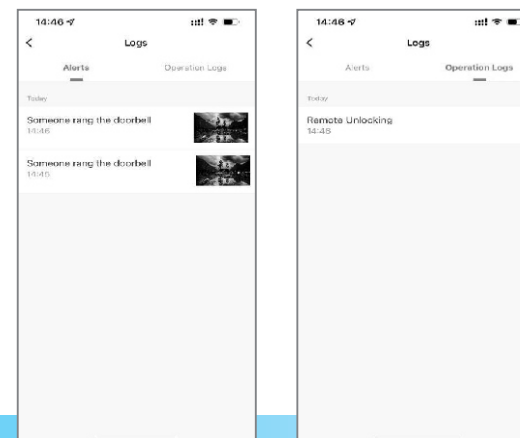 14:46
Logs
Alerts
Operation Logs
Today
Someone rang the doorbell
14:46
Someone rang the doorbell
14:45
14:46
Logs
Alerts
Operation Logs
Today
Remote Unlocking
14:46